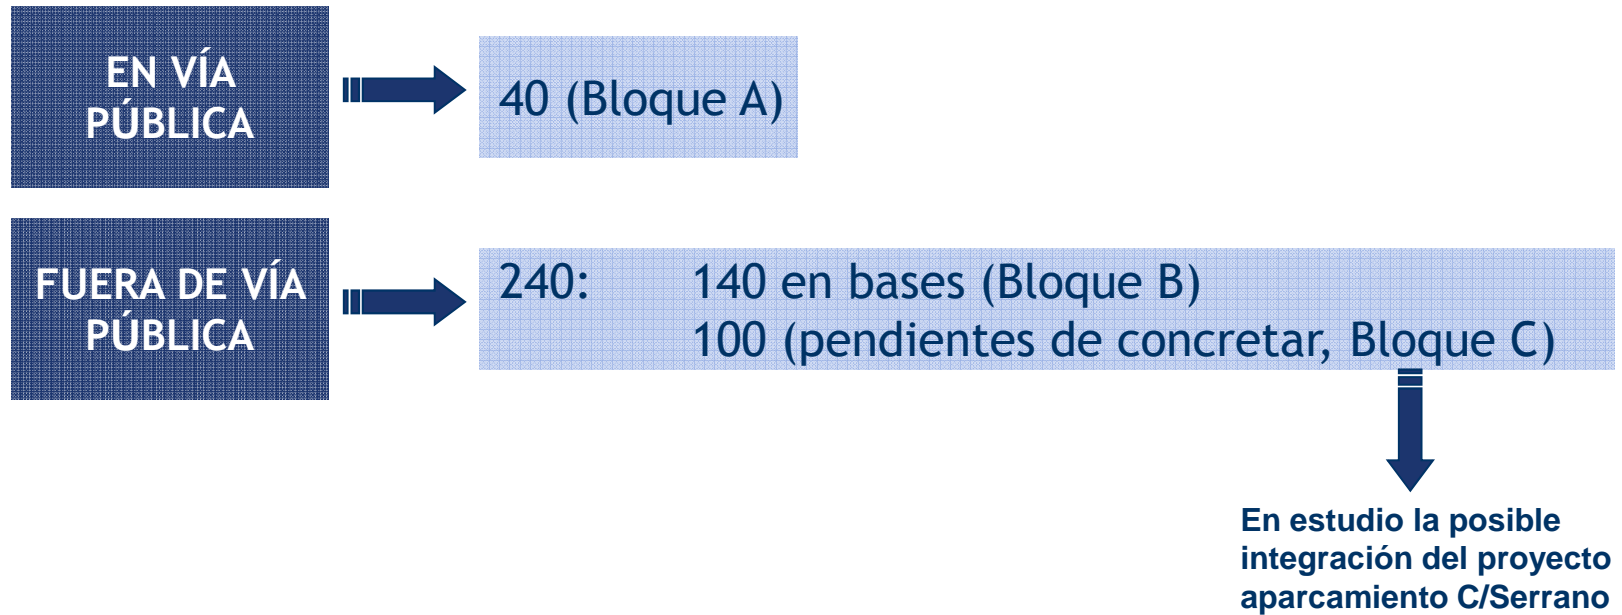 EN VÍA
PÚBLICA
40 (Bloque A)
FUERA DE VÍA
PÚBLICA
240: 140 en bases (Bloque B)
100 (pendientes de concretar, Bloque C)
En estudio la posible
integración del proyecto
aparcamiento C/Serrano